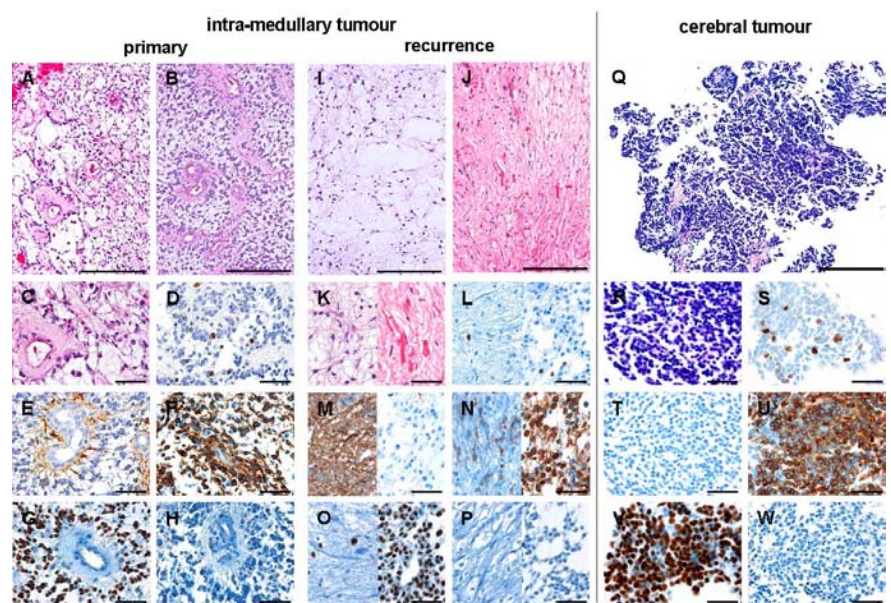 intra-medullary tumour
cerebral tumour
primary
recurrence
A B I J Q
C D K L R S
E F M N T U
G H O P V W